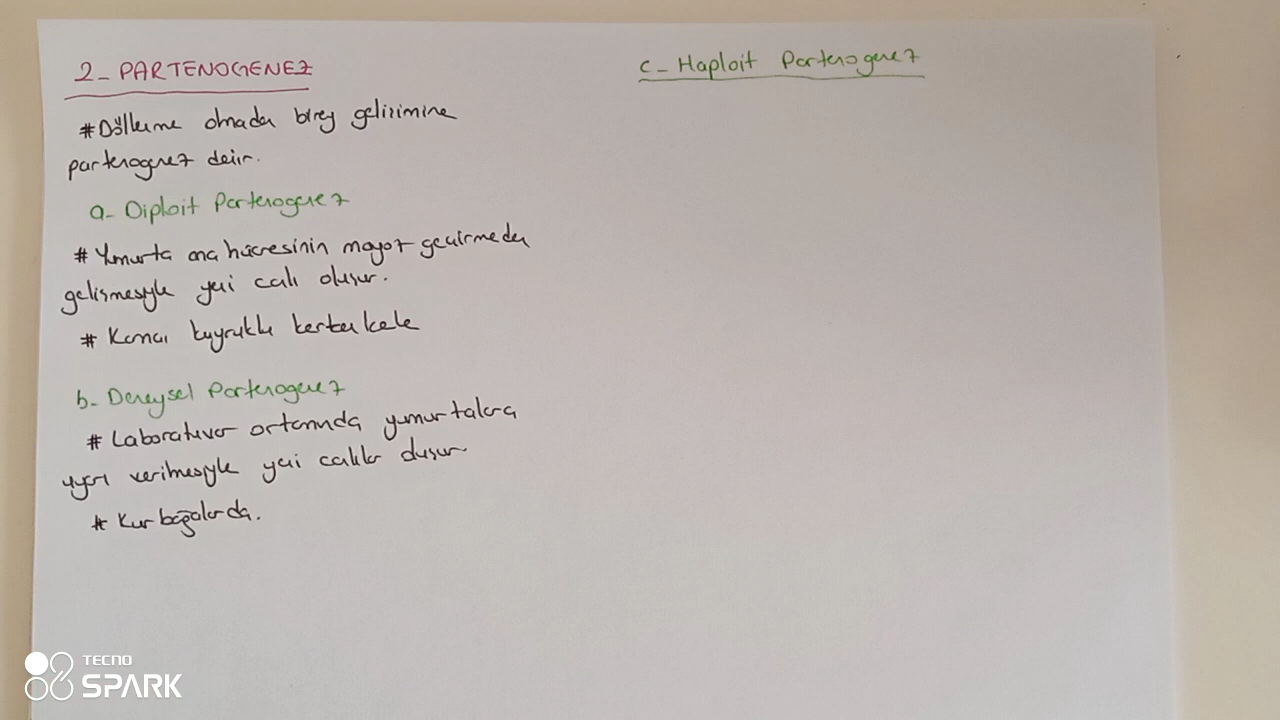 2- PARTENOGENEZ
#Dölleme olmadan birey gelişimine
partenogenez denir.
a- Diploit Partenogenez
# Yumurta ana hücresinin mayoz geçirmeden
gelişmesiyle yeni canlı oluşur.
# Kamçı kuyruklu kertenkele
b- Deneysel Partenogenez
# Laboratuvar ortamında yumurtalara
uyarı verilmesiyle yeni canlılar oluşur.
# Kurbağalarda.
c- Haploit Partenogenez
TECNO
SPARK